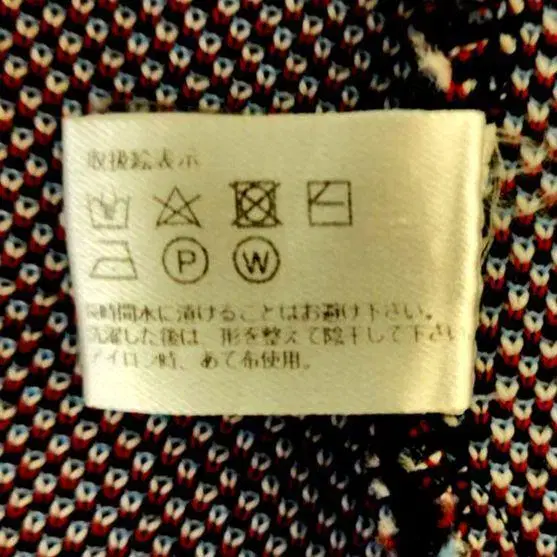 取扱絵表示
P W
長時間水に漬けることはお避け下さい。
洗濯した後は、形を整えて陰干して下さい
アイロン時、あて布使用。